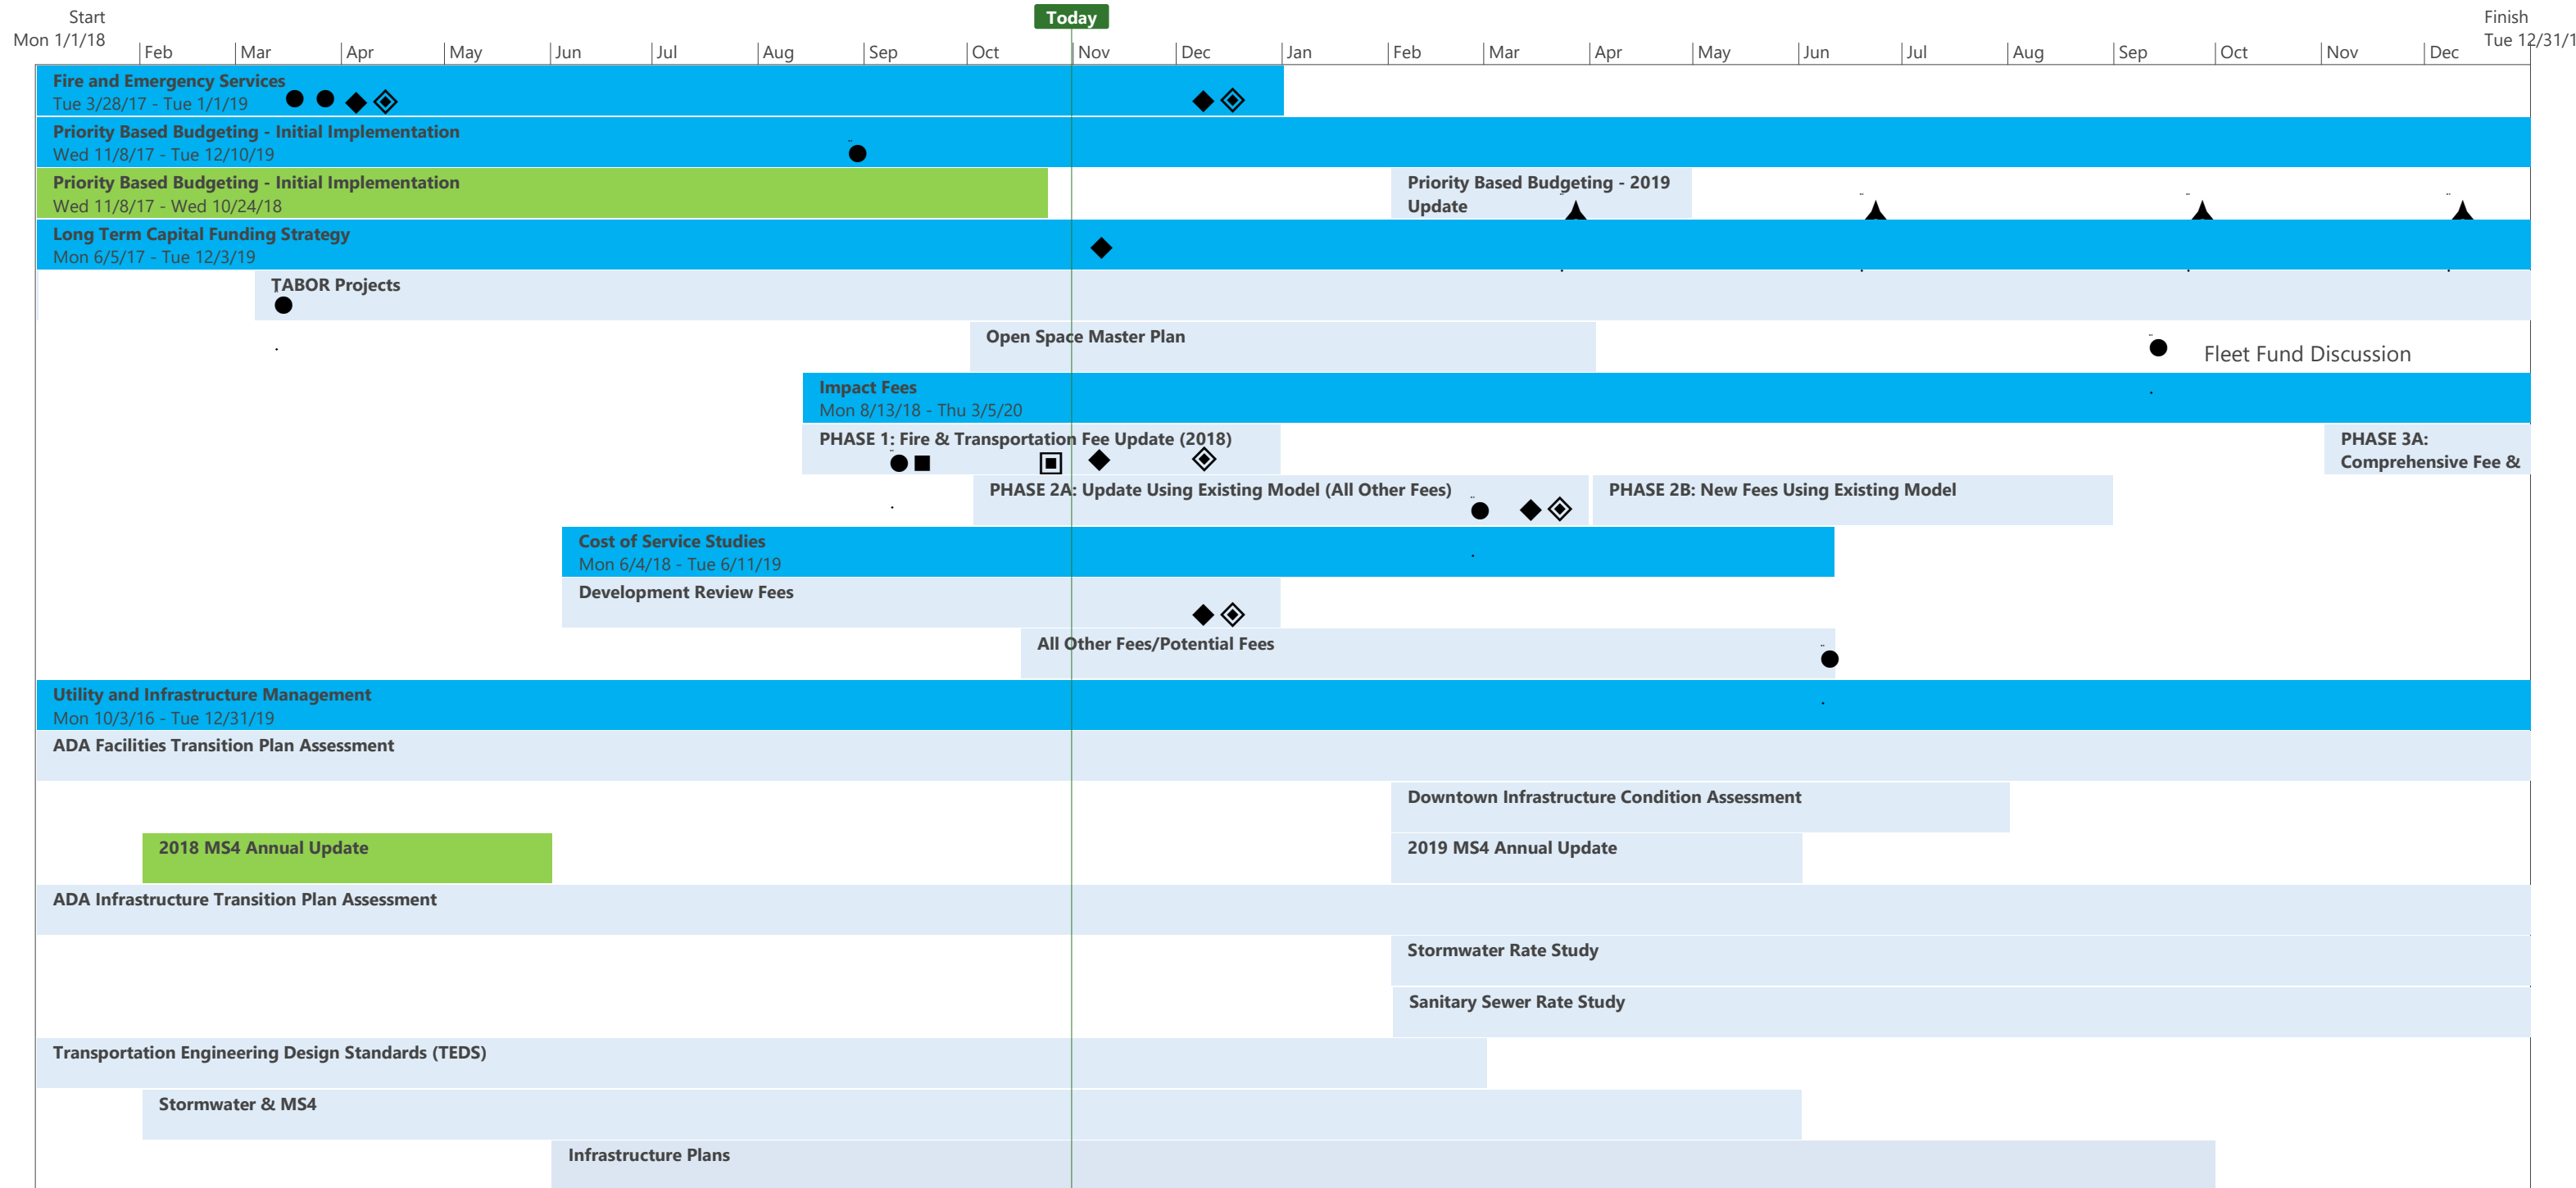 Start
Mon 1/1/18
Today
Finish
Tue 12/31/1
Feb Mar Apr May Jun Jul Aug Sep Oct Nov Dec Jan Feb Mar Apr May Jun Jul Aug Sep Oct Nov Dec
Fire and Emergency Services
Tue 3/28/17 - Tue 1/1/19
Priority Based Budgeting - Initial Implementation
Wed 11/8/17 - Tue 12/10/19
Priority Based Budgeting - Initial Implementation
Wed 11/8/17 - Wed 10/24/18
Priority Based Budgeting - 2019
Update
Long Term Capital Funding Strategy
Mon 6/5/17 - Tue 12/3/19
TABOR Projects
Open Space Master Plan
Fleet Fund Discussion
Impact Fees
Mon 8/13/18 - Thu 3/5/20
PHASE 1: Fire & Transportation Fee Update (2018)
PHASE 3A:
Comprehensive Fee &
PHASE 2A: Update Using Existing Model (All Other Fees)
PHASE 2B: New Fees Using Existing Model
Cost of Service Studies
Mon 6/4/18 - Tue 6/11/19
Development Review Fees
All Other Fees/Potential Fees
Utility and Infrastructure Management
Mon 10/3/16 - Tue 12/31/19
ADA Facilities Transition Plan Assessment
Downtown Infrastructure Condition Assessment
2018 MS4 Annual Update
2019 MS4 Annual Update
ADA Infrastructure Transition Plan Assessment
Stormwater Rate Study
Sanitary Sewer Rate Study
Transportation Engineering Design Standards (TEDS)
Stormwater & MS4
Infrastructure Plans